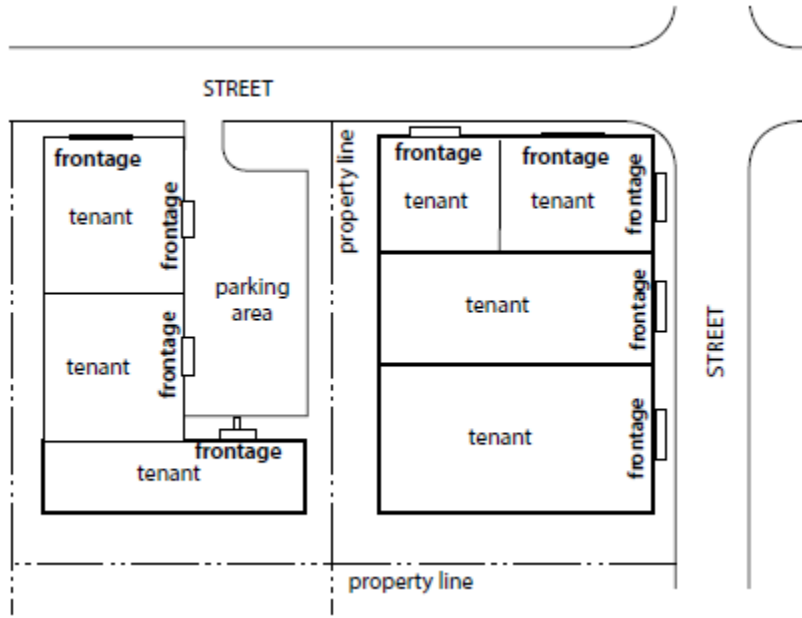 STREET
frontage
tenant
frontage
parking
area
tenant
frontage
frontage
tenant
property line
frontage
tenant
frontage
tenant
frontage
tenant
frontage
tenant
frontage
STREET
property line